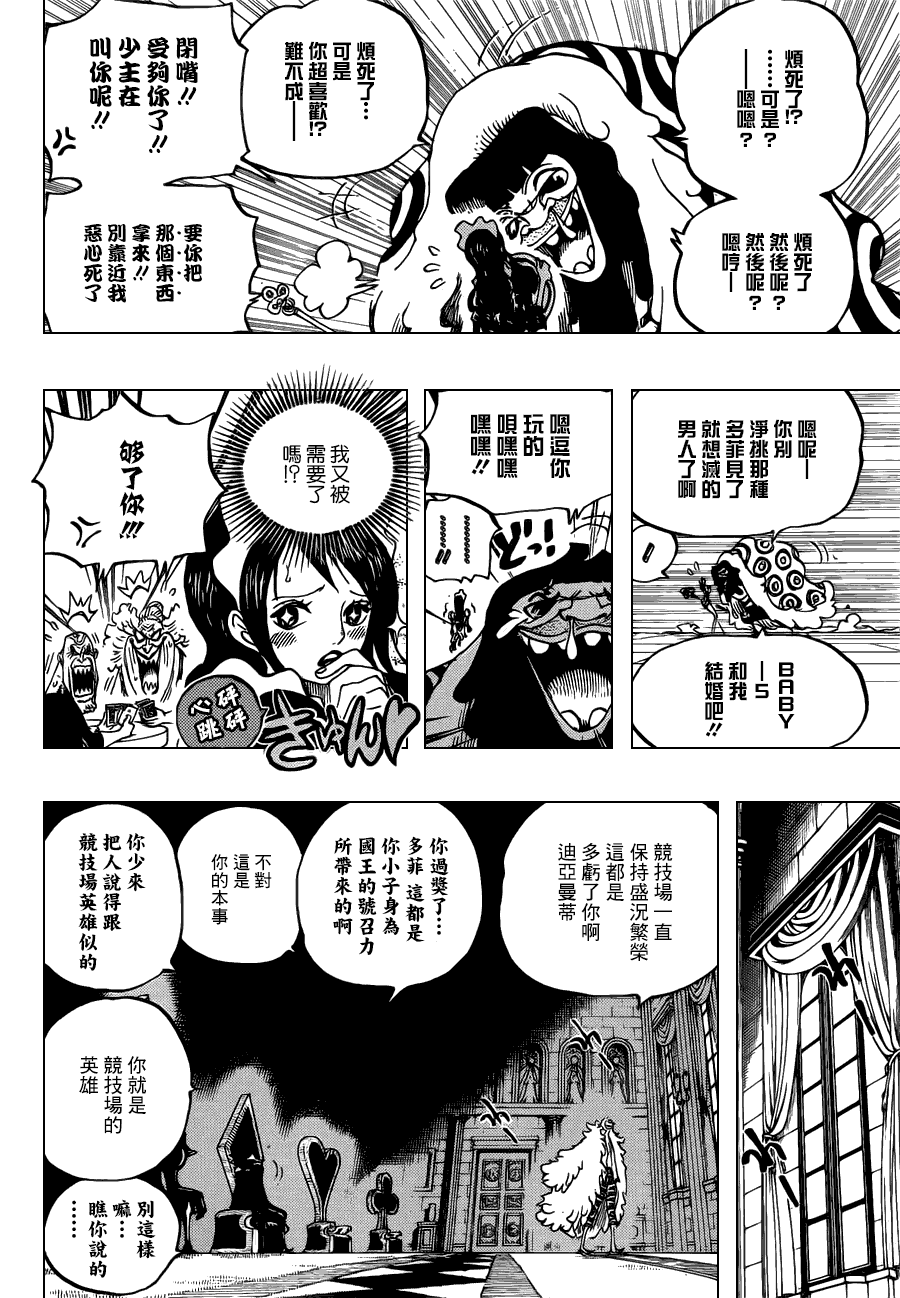 煩死了!?
……可是?
——嗯嗯?
煩死了
然後呢?
然後呢?
嗯哼—
煩死了…
可是
你超喜歡!?
難不成——
閉嘴!!
受夠你了!!
少主在
叫你呢!!
要你把
那個東西
拿來!!
別靠近我
惡心死了
嗯呢—
你別
淨挑那種
多菲見了
就想滅的
男人了啊
BABY
—5
和我
結婚吧!!
嗯逗你
玩的
唄嘿嘿
嘿嘿!!
どっ!!
我又被
需要了
嗎!?
砰砰
心跳
きゅん♡
够了你!!!
競技場一直
保持盛況繁榮
這都是
多虧了你啊
迪亞曼蒂
你過獎了…
多菲 這都是
你小子身為
國王的號召力
所帶來的啊
不對
這是
你的本事
你少來
把人說得跟
競技場英雄似的
你就是
競技場的
英雄
別這樣
嘛…
瞧你說的
……